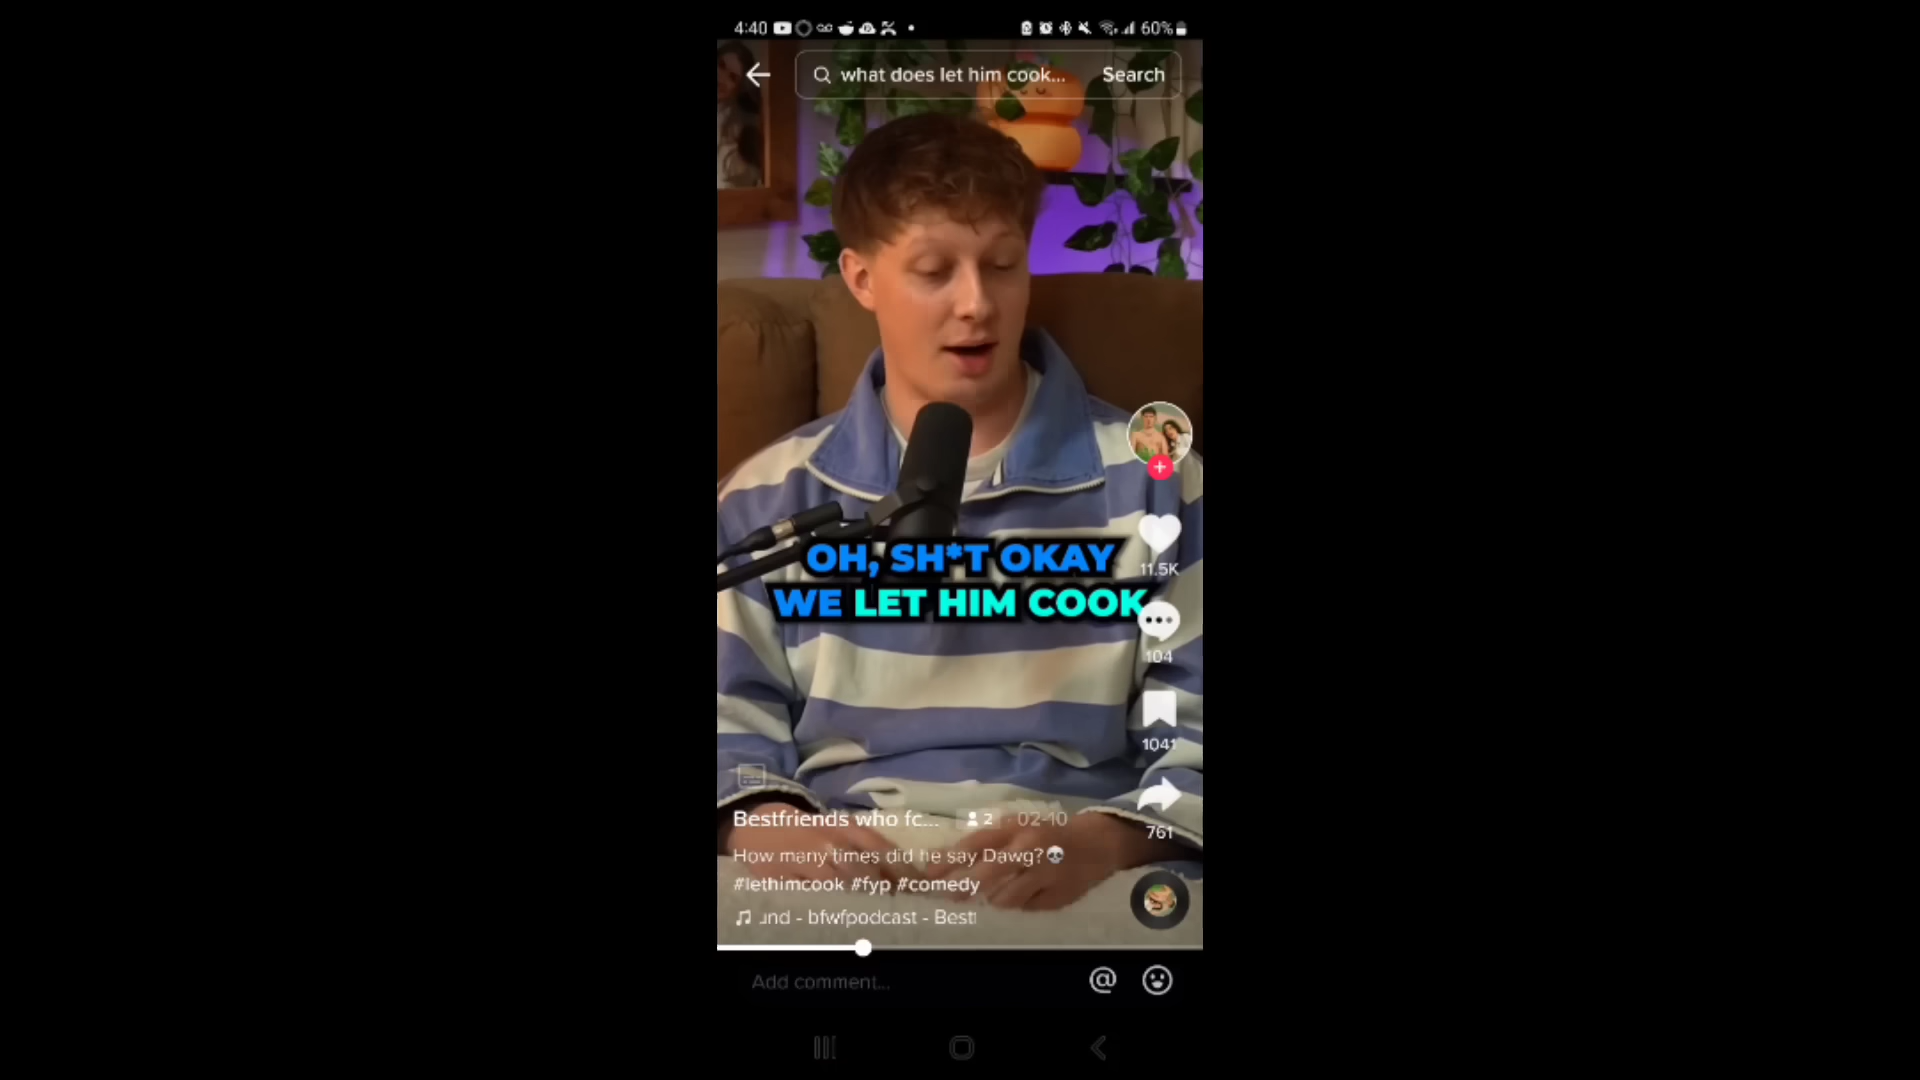 4:40
60%
what does let him cook...
Search
OH, SH*T OKAY
WE LET HIM COOK
11.5K
104
1041
761
Bestfriends who fc...
2 · 02-10
How many times did he say Dawg?💀
#lethimcook #fyp #comedy
und - bfwfpodcast - Best
Add comment...